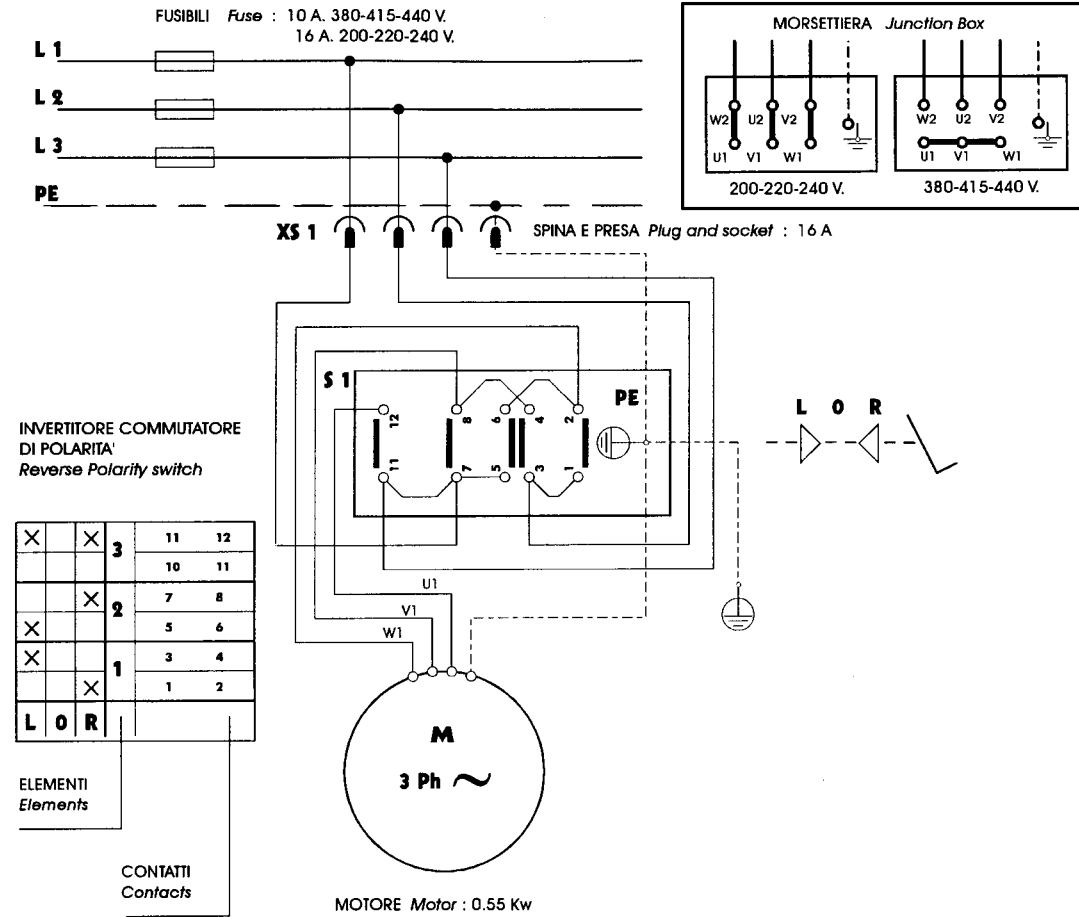 FUSIBILI Fuse : 10 A. 380-415-440 V.
16 A. 200-220-240 V.
L 1
L 2
L 3
PE
MORSETTIERA Junction Box
W2 U2 V2
U1 V1 W1
200-220-240 V.
W2 U2 V2
U1 V1 W1
380-415-440 V.
XS 1
SPINA E PRESA Plug and socket : 16 A
S 1
12 8 6 4 2
PE
11 7 5 3 1
L O R
INVERTITORE COMMUTATORE
DI POLARITA'
Reverse Polarity switch
X X 3 11 12
10 11
X 2 7 8
X 5 6
X 1 3 4
X 1 2
L O R
ELEMENTI
Elements
CONTATTI
Contacts
U1
V1
W1
M
3 Ph ~
MOTORE Motor : 0.55 Kw